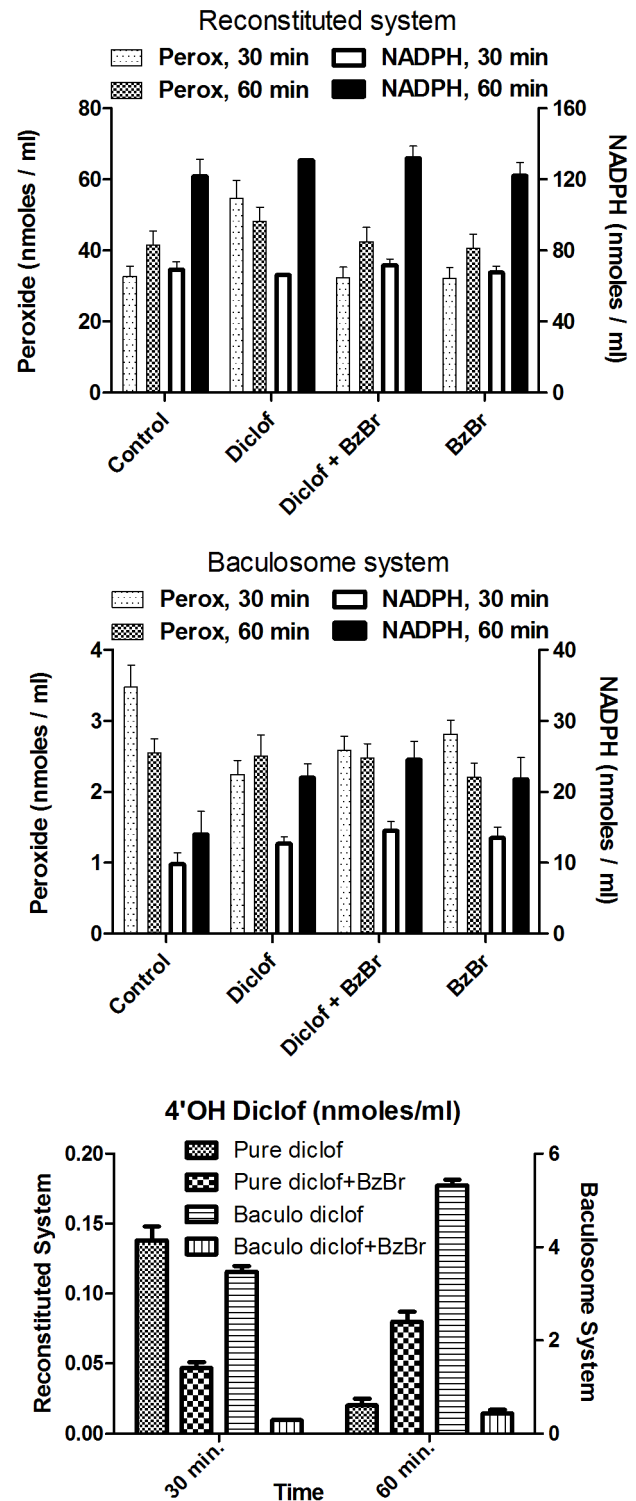 Reconstituted system
Perox, 30 min NADPH, 30 min
Perox, 60 min NADPH, 60 min
80 160
60 120
40 80
20 40
0 0
Peroxide (nmoles / ml)
NADPH (nmoles / ml)
Control Diclof Diclof + BzBr BzBr
Baculosome system
Perox, 30 min NADPH, 30 min
Perox, 60 min NADPH, 60 min
4 40
3 30
2 20
1 10
0 0
Peroxide (nmoles / ml)
NADPH (nmoles / ml)
Control Diclof Diclof + BzBr BzBr
4'OH Diclof (nmoles/ml)
Pure diclof
Pure diclof+BzBr
Baculo diclof
Baculo diclof+BzBr
0.20 6
0.15
4
0.10
2
0.05
0.00 0
Reconstituted System
Baculosome System
30 min. 60 min.
Time